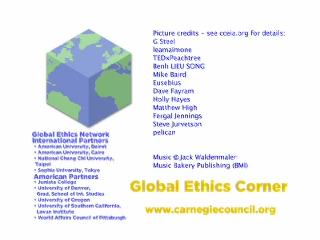 Picture credits - see cceia.org for details:
G Steel
leamaimone
TEDxPeachtree
Benh LIEU SONG
Mike Baird
Eusebius
Dave Fayram
Holly Hayes
Matthew High
Fergal Jennings
Steve Jurvetson
pelican
Global Ethics Network
International Partners
• American University, Beirut
• American University, Cairo
• National Cheng Chi University,
Taipei
• Sophia University, Tokyo
American Partners
• Juniata College
• University of Denver,
Grad. School of Int. Studies
• University of Oregon
• University of Southern California,
Levan Institute
• World Affairs Council of Pittsburgh
Music © Jack Waldenmaier
Music Bakery Publishing (BMI)
Global Ethics Corner
www.carnegiecouncil.org